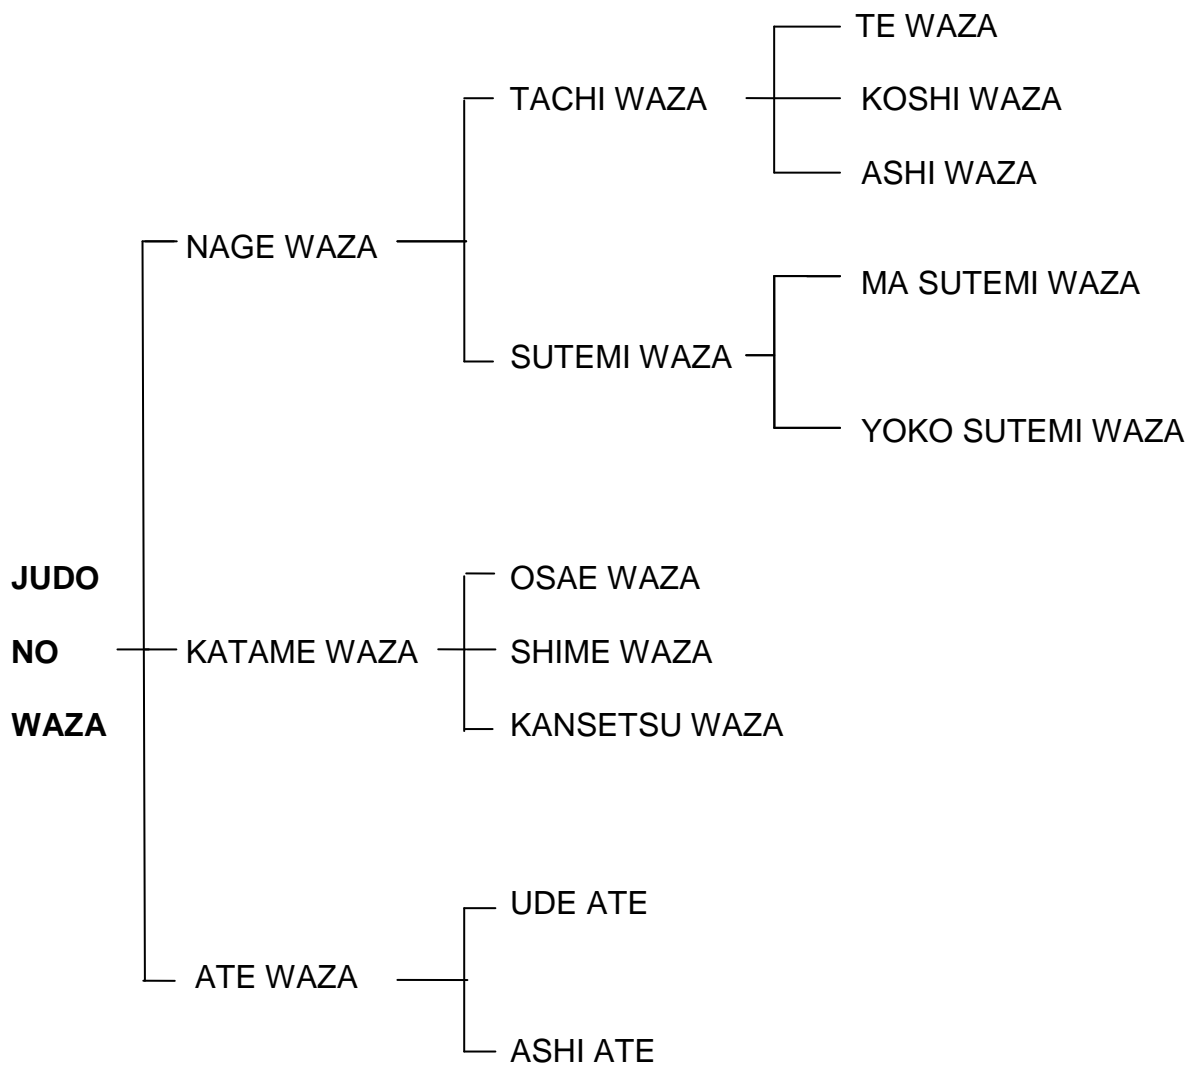 TE WAZA
TACHI WAZA
KOSHI WAZA
ASHI WAZA
NAGE WAZA
MA SUTEMI WAZA
SUTEMI WAZA
YOKO SUTEMI WAZA
JUDO
NO
WAZA
KATAME WAZA
OSAE WAZA
SHIME WAZA
KANSETSU WAZA
ATE WAZA
UDE ATE
ASHI ATE